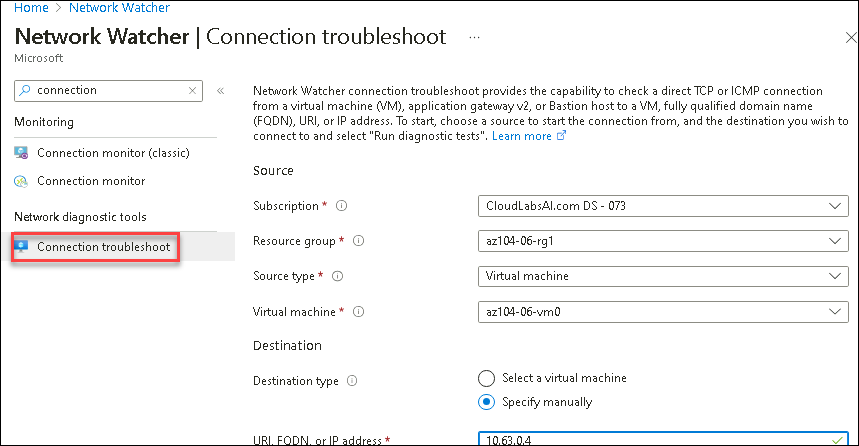 Home > Network Watcher
Network Watcher | Connection troubleshoot ...
Microsoft
connection
Monitoring
Connection monitor (classic)
Connection monitor
Network diagnostic tools
Connection troubleshoot
Network Watcher connection troubleshoot provides the capability to check a direct TCP or ICMP connection
from a virtual machine (VM), application gateway v2, or Bastion host to a VM, fully qualified domain name
(FQDN), URI, or IP address. To start, choose a source to start the connection from, and the destination you wish to
connect to and select "Run diagnostic tests". Learn more
Source
Subscription *
CloudLabsAI.com DS - 073
Resource group *
az104-06-rg1
Source type *
Virtual machine
Virtual machine *
az104-06-vm0
Destination
Destination type
Select a virtual machine
Specify manually
URI, FQDN, or IP address *
10.63.0.4